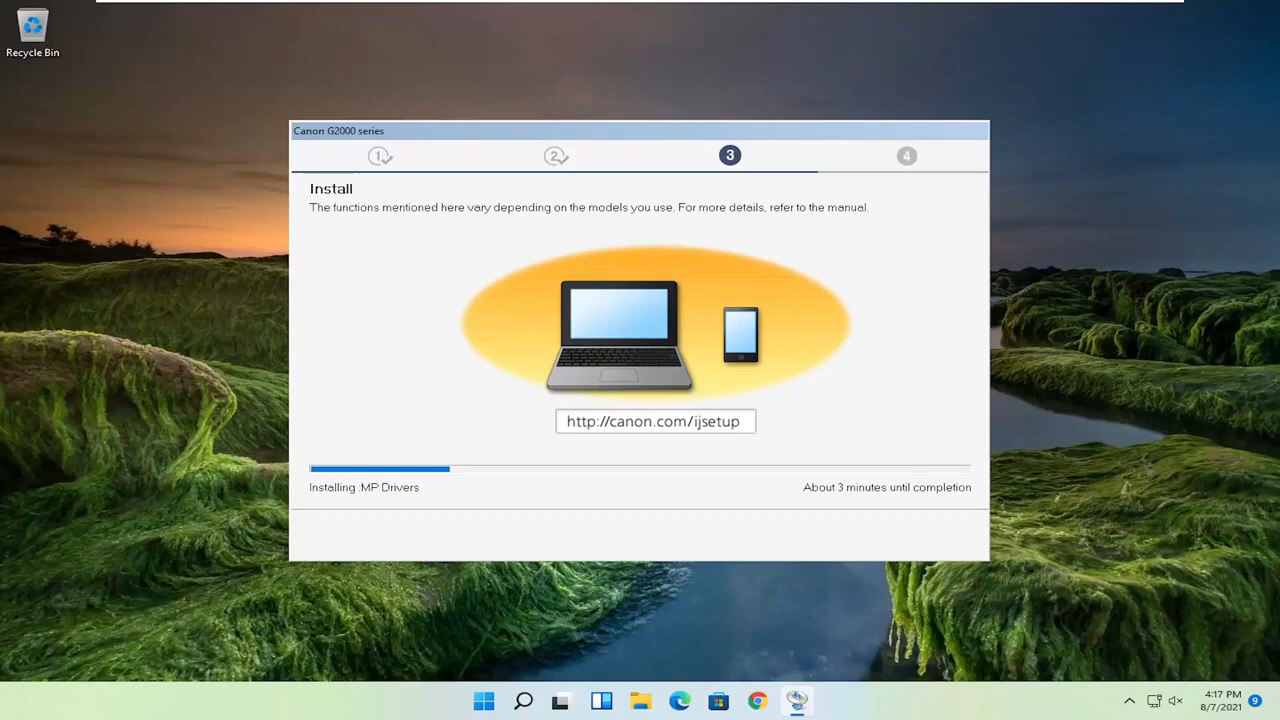 Recycle Bin
Canon G2000 series
1
2
3
4
Install
The functions mentioned here vary depending on the models you use. For more details, refer to the manual.
http://canon.com/ijsetup
Installing :MP Drivers
About 3 minutes until completion
4:17 PM
8/7/2021
9